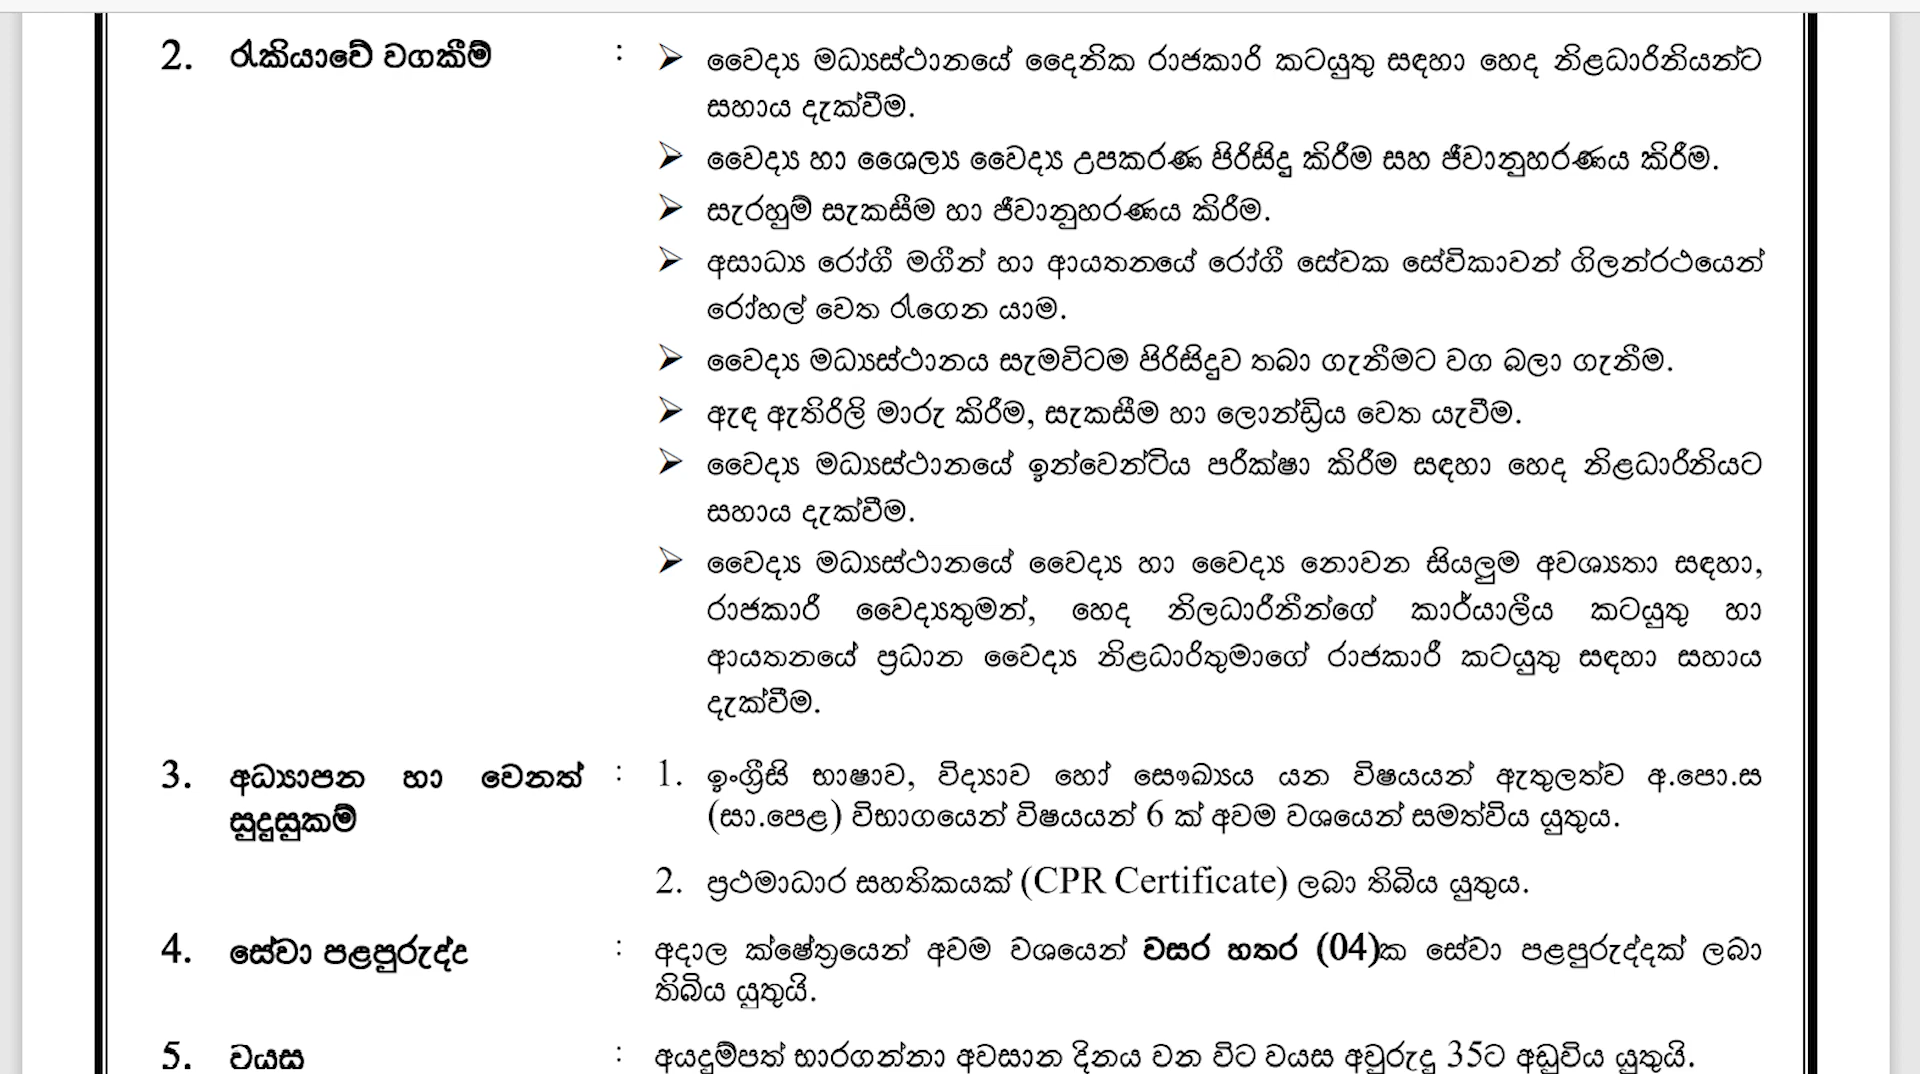 2. රැකියාවේ වගකීම් : ➢ වෛද්‍ය මධ්‍යස්ථානයේ දෛනික රාජකාරි කටයුතු සඳහා හෙද නිළධාරිනියන්ට
සහාය දැක්වීම.
➢ වෛද්‍ය හා ශෛල්‍ය වෛද්‍ය උපකරණ පිරිසිදු කිරීම සහ ජීවානුහරණය කිරීම.
➢ සැරහුම් සැකසීම හා ජීවානුහරණය කිරීම.
➢ අසාධ්‍ය රෝගී මගීන් හා ආයතනයේ රෝගී සේවක සේවිකාවන් ගිලන්රථයෙන්
රෝහල් වෙත රැගෙන යාම.
➢ වෛද්‍ය මධ්‍යස්ථානය සැමවිටම පිරිසිදුව තබා ගැනීමට වග බලා ගැනීම.
➢ ඇඳ ඇතිරිලි මාරු කිරීම, සැකසීම හා ලොන්ඩ්‍රිය වෙත යැවීම.
➢ වෛද්‍ය මධ්‍යස්ථානයේ ඉන්වෙන්ටිය පරීක්ෂා කිරීම සඳහා හෙද නිළධාරීනියට
සහාය දැක්වීම.
➢ වෛද්‍ය මධ්‍යස්ථානයේ වෛද්‍ය හා වෛද්‍ය නොවන සියලුම අවශ්‍යතා සඳහා,
රාජකාරී වෛද්‍යතුමන්, හෙද නිලධාරීනීන්ගේ කාර්යාලීය කටයුතු හා
ආයතනයේ ප්‍රධාන වෛද්‍ය නිළධාරිතුමාගේ රාජකාරී කටයුතු සඳහා සහාය
දැක්වීම.
3. අධ්‍යාපන හා වෙනත් : 1. ඉංග්‍රීසි භාෂාව, විද්‍යාව හෝ සෞඛ්‍යය යන විෂයයන් ඇතුලත්ව අ.පො.ස
සුදුසුකම් (සා.පෙළ) විභාගයෙන් විෂයයන් 6 ක් අවම වශයෙන් සමත්විය යුතුය.
2. ප්‍රථමාධාර සහතිකයක් (CPR Certificate) ලබා තිබිය යුතුය.
4. සේවා පළපුරුද්ද : අදාල ක්ෂේත්‍රයෙන් අවම වශයෙන් වසර හතර (04)ක සේවා පළපුරුද්දක් ලබා
තිබිය යුතුයි.
5. වයස : අයදුම්පත් භාරගන්නා අවසාන දිනය වන විට වයස අවුරුදු 35ට අඩුවිය යුතුයි.